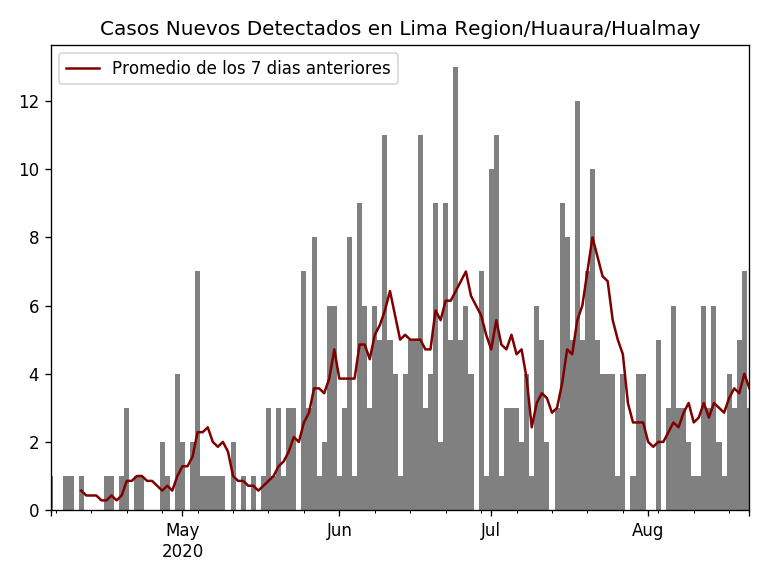 Casos Nuevos Detectados en Lima Region/Huaura/Hualmay
Promedio de los 7 dias anteriores
12
10
8
6
4
2
0
May
2020
Jun
Jul
Aug